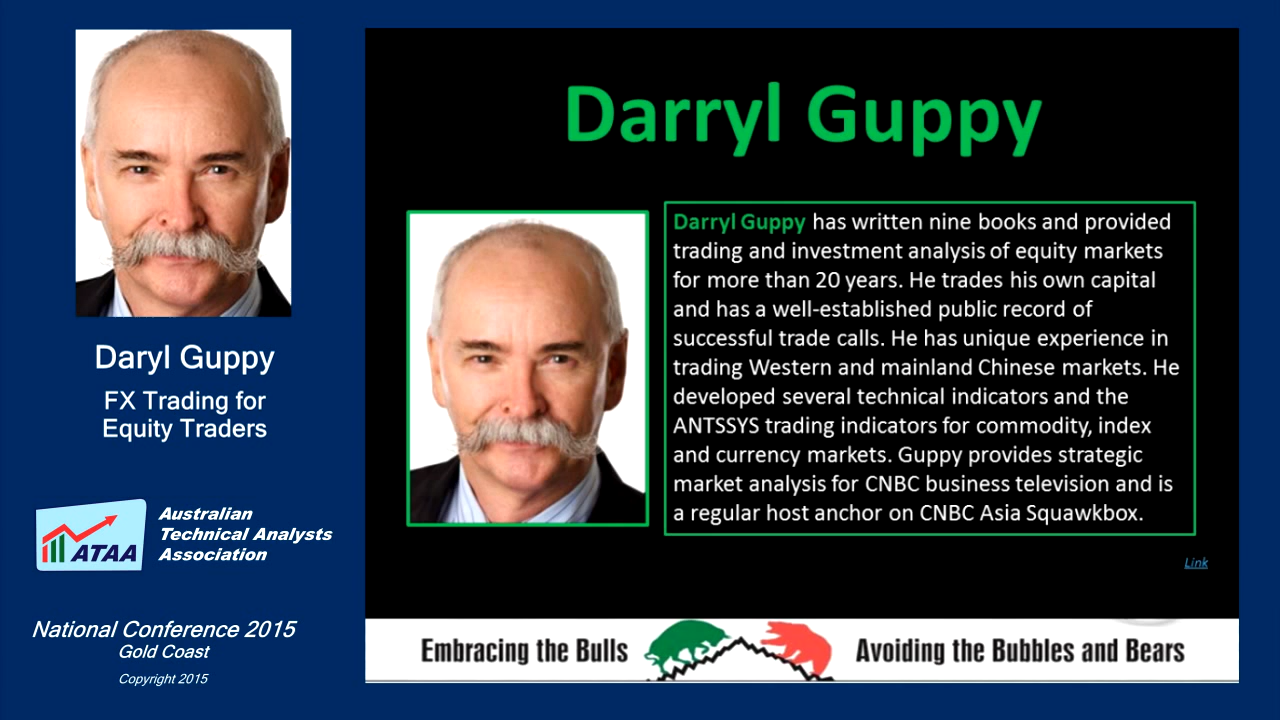 Daryl Guppy
FX Trading for
Equity Traders
ATAA
Australian
Technical Analysts
Association
National Conference 2015
Gold Coast
Copyright 2015
Darryl Guppy
Darryl Guppy has written nine books and provided
trading and investment analysis of equity markets
for more than 20 years. He trades his own capital
and has a well-established public record of
successful trade calls. He has unique experience in
trading Western and mainland Chinese markets. He
developed several technical indicators and the
ANTSSYS trading indicators for commodity, index
and currency markets. Guppy provides strategic
market analysis for CNBC business television and is
a regular host anchor on CNBC Asia Squawkbox.
Link
Embracing the Bulls
Avoiding the Bubbles and Bears